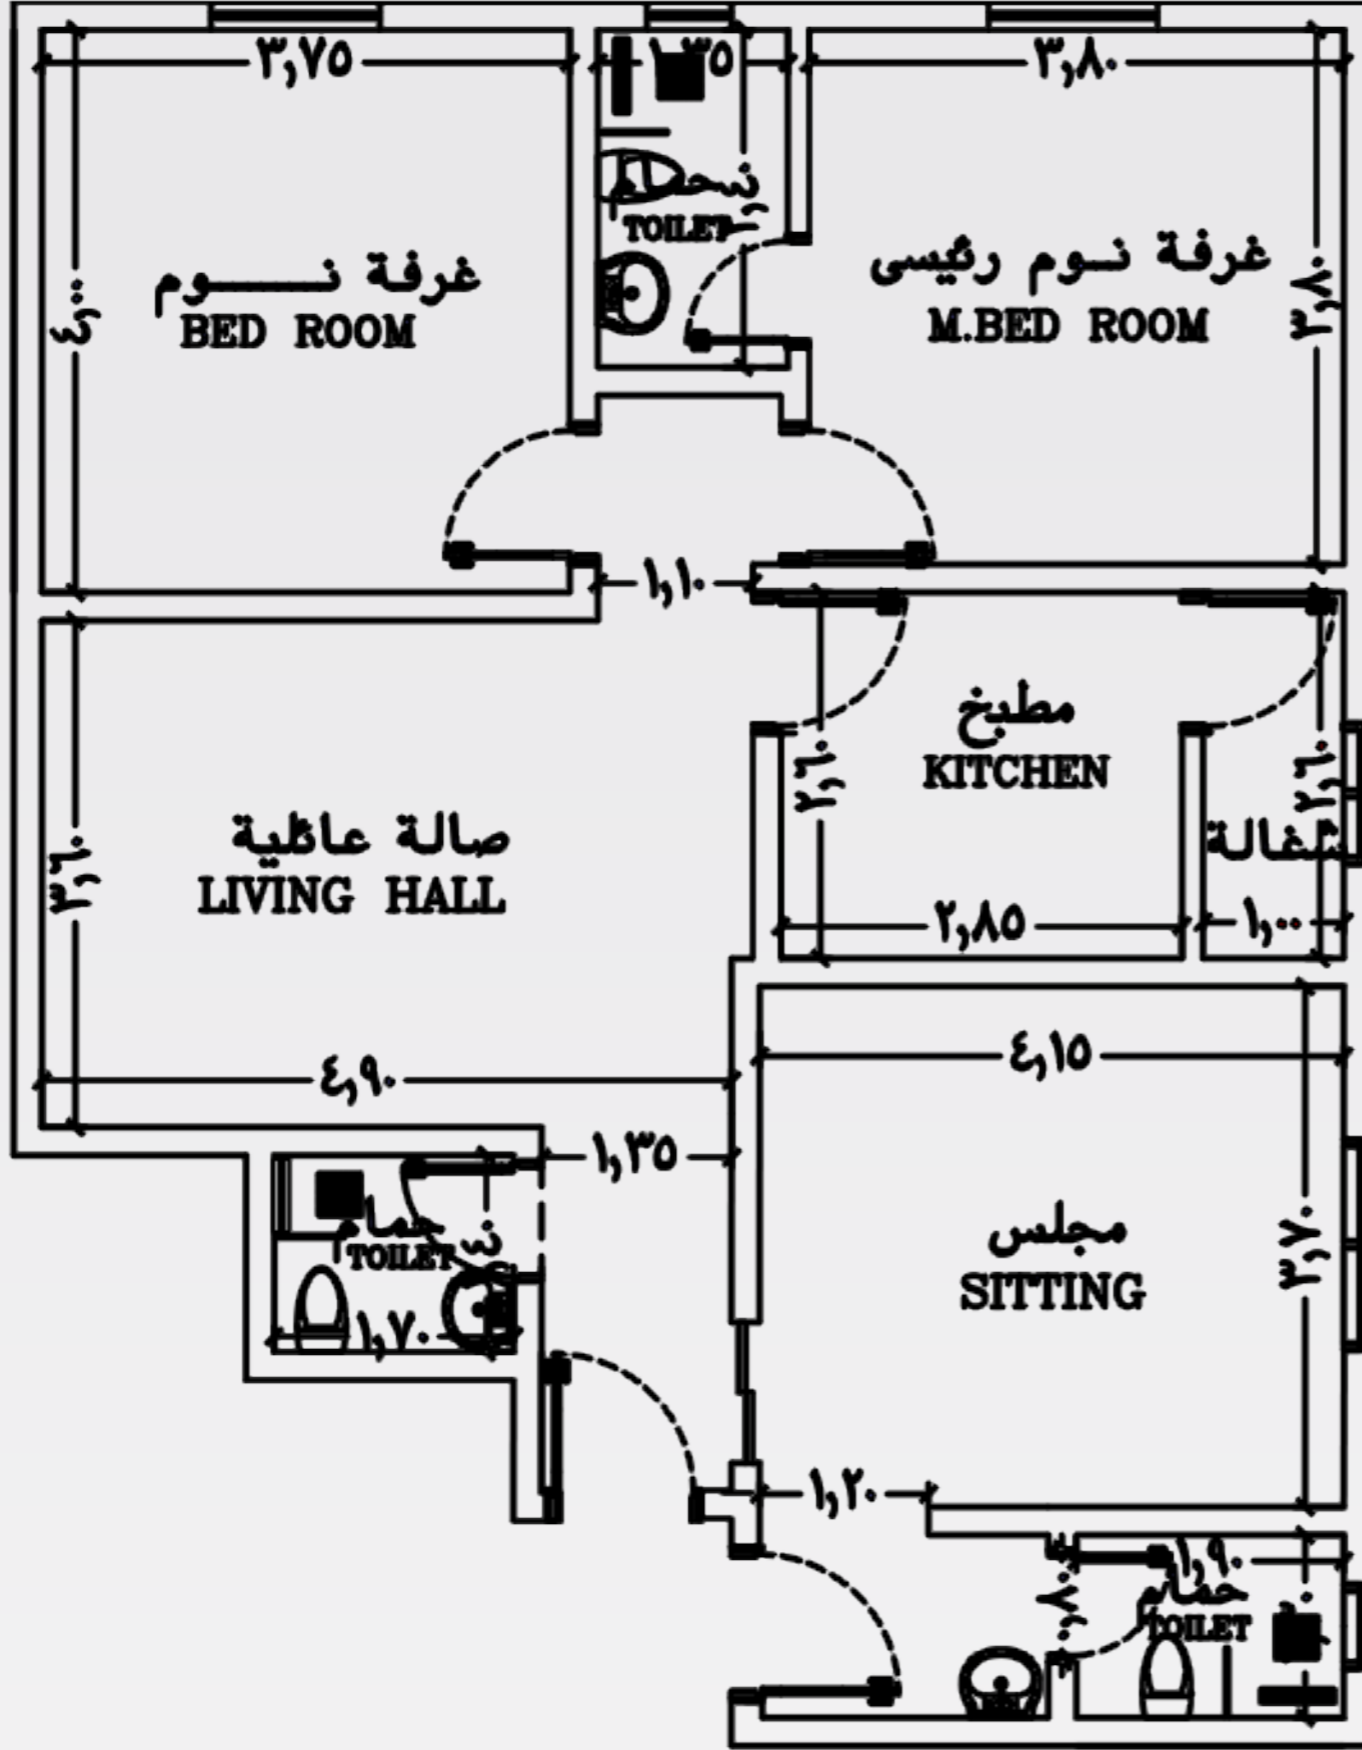 ٣,٧٥
١,٣٥
٣,٨٠
حمام
TOILET
غرفة نوم
BED ROOM
غرفة نوم رئيسى
M.BED ROOM
٤,٠٠
٣,٧٠
١,١٠
مطبخ
KITCHEN
٢,٦٠
٢,٦٠
شغالة
صالة عائلية
LIVING HALL
٣,٦٠
٢,٨٥
١,٠٠
٤,٩٠
٤,١٥
١,٣٥
حمام
TOILET
١,٧٠
مجلس
SITTING
٣,٧٠
١,٢٠
١,٩٠
حمام
TOILET